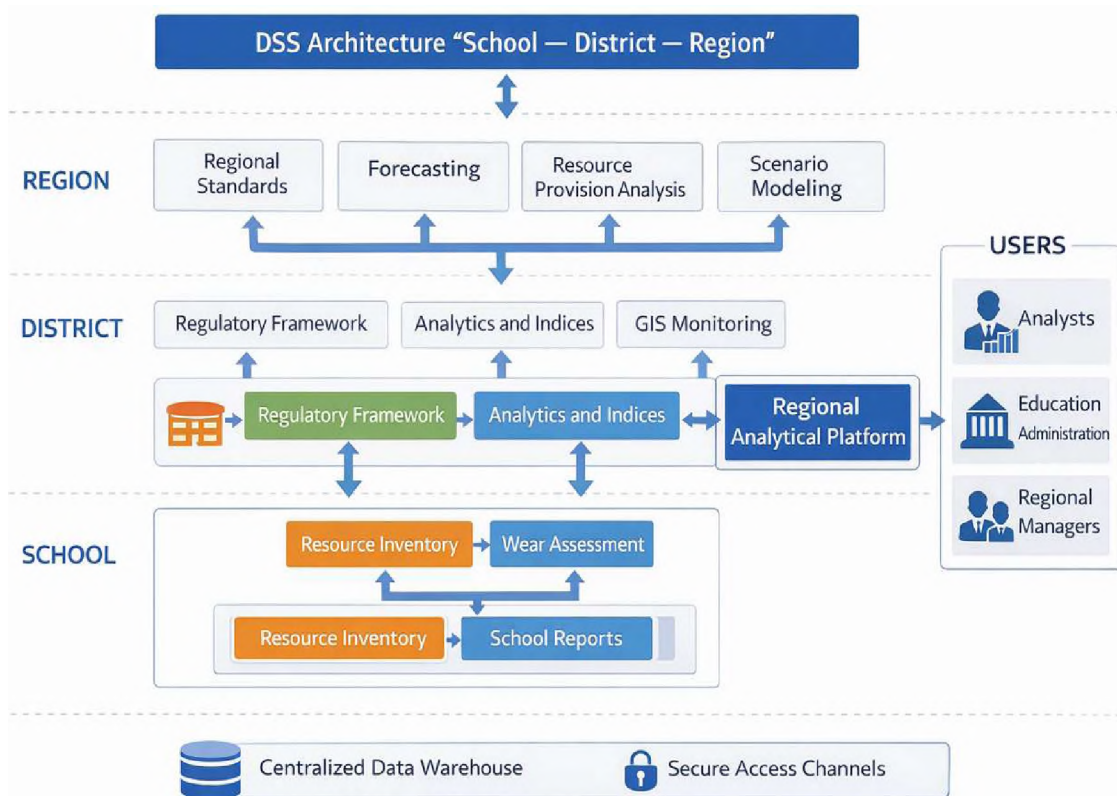 DSS Architecture “School — District — Region”
REGION
Regional
Standards
Forecasting
Resource
Provision Analysis
Scenario
Modeling
USERS
Analysts
Education
Administration
Regional
Managers
DISTRICT
Regulatory Framework
Analytics and Indices
GIS Monitoring
Regulatory Framework
Analytics and Indices
Regional
Analytical Platform
SCHOOL
Resource Inventory
Wear Assessment
Resource Inventory
School Reports
Centralized Data Warehouse
Secure Access Channels